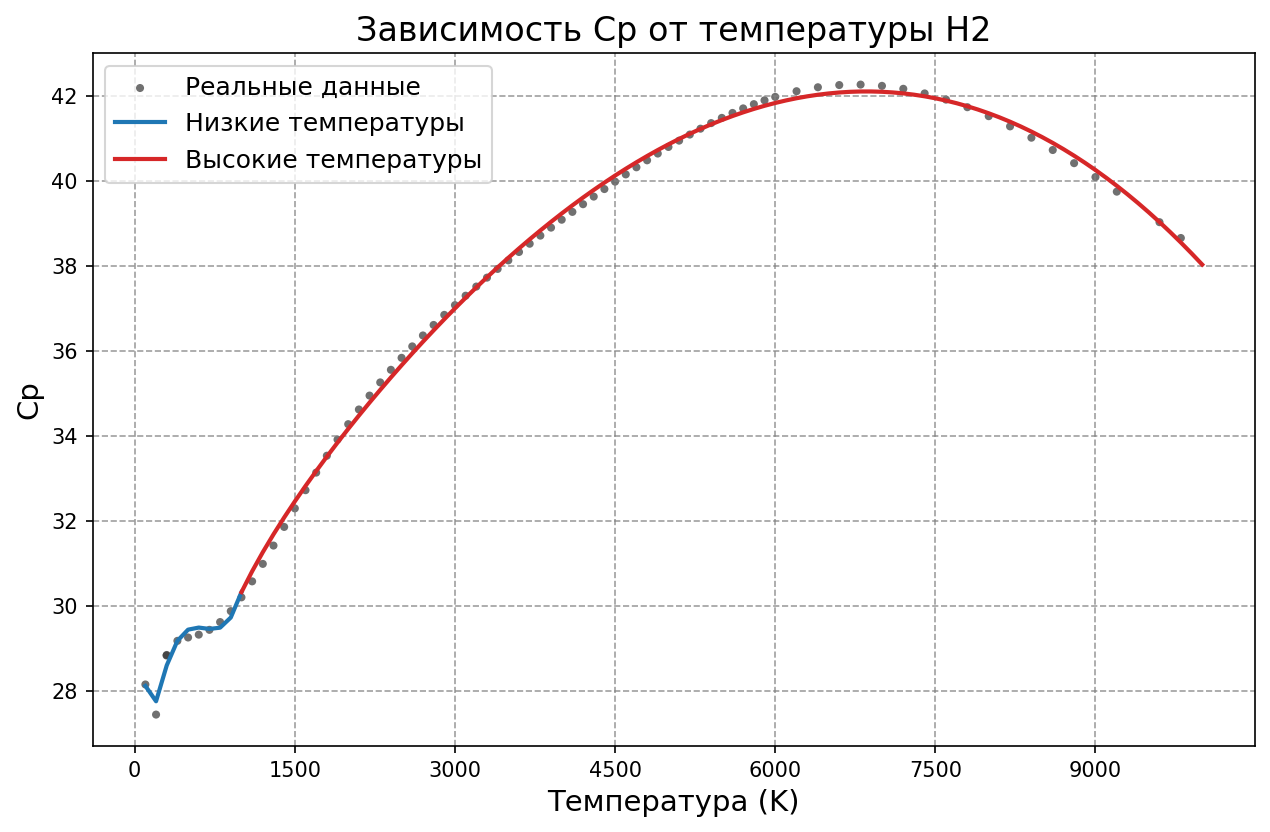 Зависимость Cp от температуры H2
Реальные данные
Низкие температуры
Высокие температуры
42
40
38
36
34
32
30
28
Cp
0 1500 3000 4500 6000 7500 9000
Температура (K)